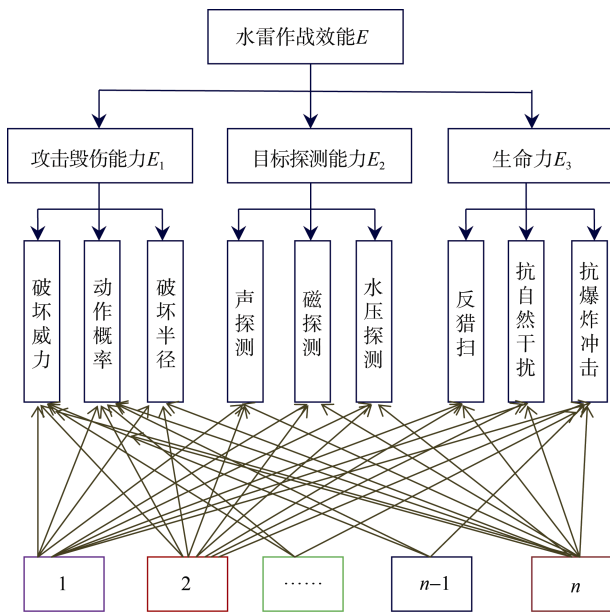 水雷作战效能E
攻击毁伤能力E₁
目标探测能力E₂
生命力E₃
破坏威力
动作概率
破坏半径
声探测
磁探测
水压探测
反猎扫
抗自然干扰
抗爆炸冲击
1
2
……
n−1
n